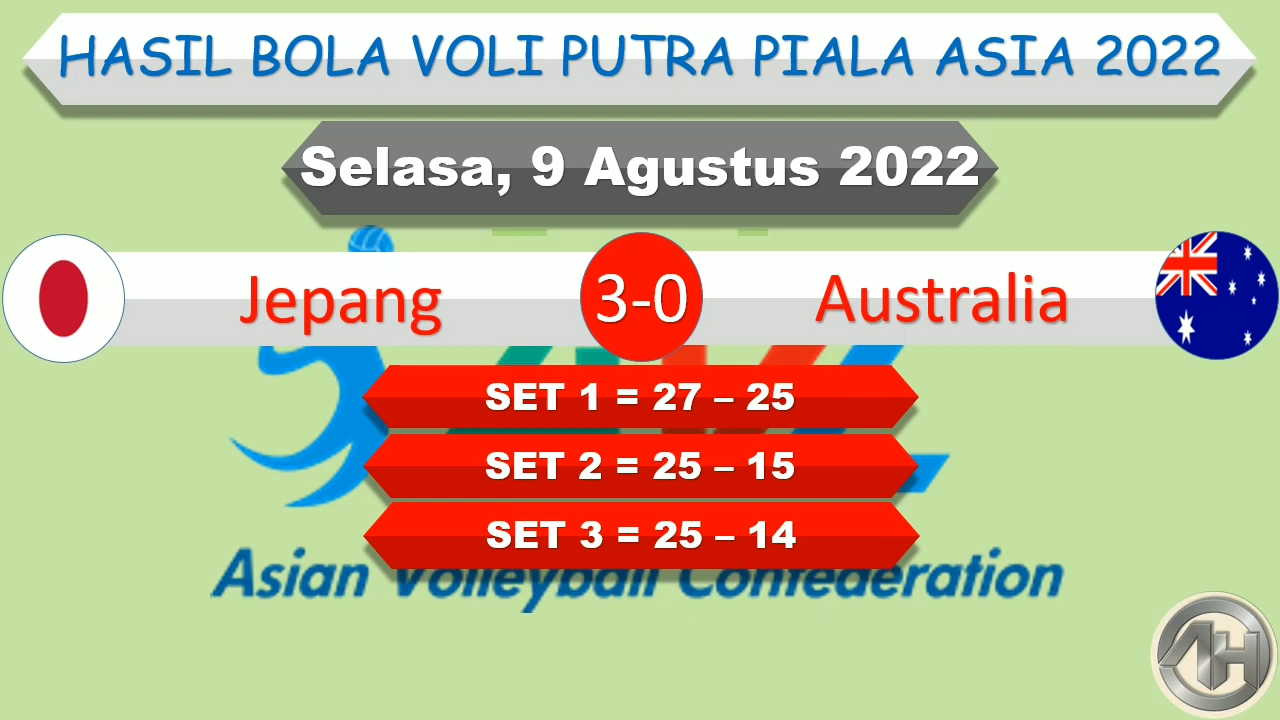 HASIL BOLA VOLI PUTRA PIALA ASIA 2022
Selasa, 9 Agustus 2022
Jepang 3-0 Australia
SET 1 = 27 – 25
SET 2 = 25 – 15
SET 3 = 25 – 14
Asian Volleyball Confederation
AH